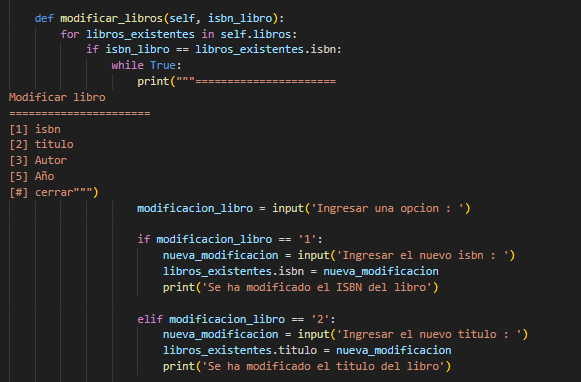 def modificar_libros(self, isbn_libro):
for libros_existentes in self.libros:
if isbn_libro == libros_existentes.isbn:
while True:
print("""======================
Modificar libro
======================
[1] isbn
[2] titulo
[3] Autor
[5] Año
[#] cerrar""")
modificacion_libro = input('Ingresar una opcion : ')
if modificacion_libro == '1':
nueva_modificacion = input('Ingresar el nuevo isbn : ')
libros_existentes.isbn = nueva_modificacion
print('Se ha modificado el ISBN del libro')
elif modificacion_libro == '2':
nueva_modificacion = input('Ingresar el nuevo titulo : ')
libros_existentes.titulo = nueva_modificacion
print('Se ha modificado el titulo del libro')